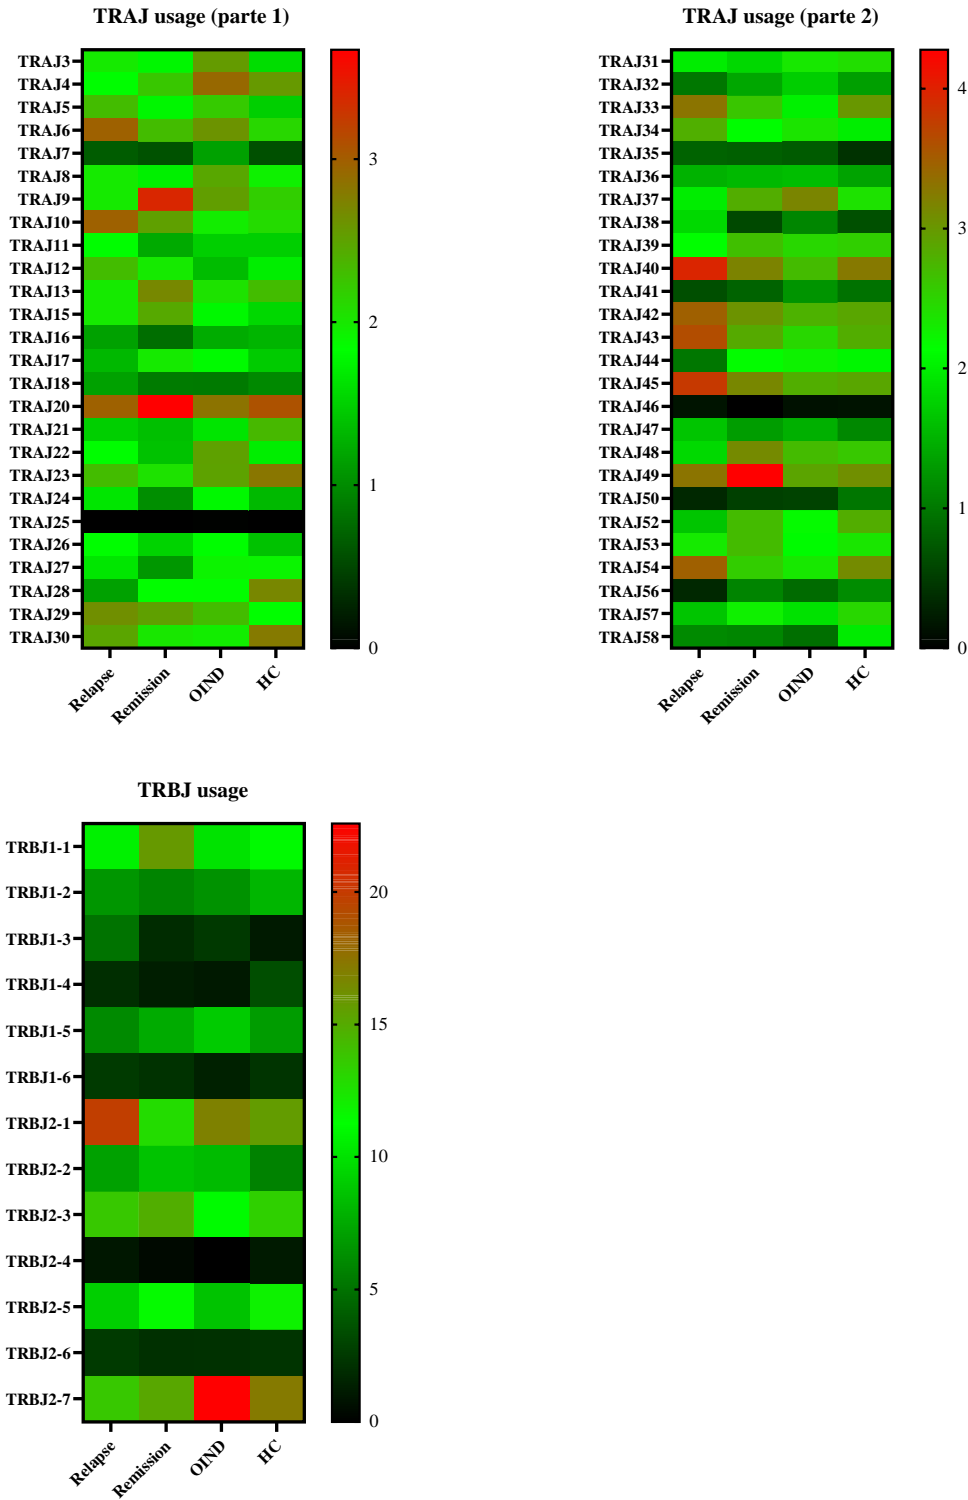 TRAJ usage (parte 1)
TRAJ3
TRAJ4
TRAJ5
TRAJ6
TRAJ7
TRAJ8
TRAJ9
TRAJ10
TRAJ11
TRAJ12
TRAJ13
TRAJ15
TRAJ16
TRAJ17
TRAJ18
TRAJ20
TRAJ21
TRAJ22
TRAJ23
TRAJ24
TRAJ25
TRAJ26
TRAJ27
TRAJ28
TRAJ29
TRAJ30
Relapse
Remission
OIND
HC
3
2
1
0
TRAJ usage (parte 2)
TRAJ31
TRAJ32
TRAJ33
TRAJ34
TRAJ35
TRAJ36
TRAJ37
TRAJ38
TRAJ39
TRAJ40
TRAJ41
TRAJ42
TRAJ43
TRAJ44
TRAJ45
TRAJ46
TRAJ47
TRAJ48
TRAJ49
TRAJ50
TRAJ52
TRAJ53
TRAJ54
TRAJ56
TRAJ57
TRAJ58
Relapse
Remission
OIND
HC
4
3
2
1
0
TRBJ usage
TRBJ1-1
TRBJ1-2
TRBJ1-3
TRBJ1-4
TRBJ1-5
TRBJ1-6
TRBJ2-1
TRBJ2-2
TRBJ2-3
TRBJ2-4
TRBJ2-5
TRBJ2-6
TRBJ2-7
Relapse
Remission
OIND
HC
20
15
10
5
0